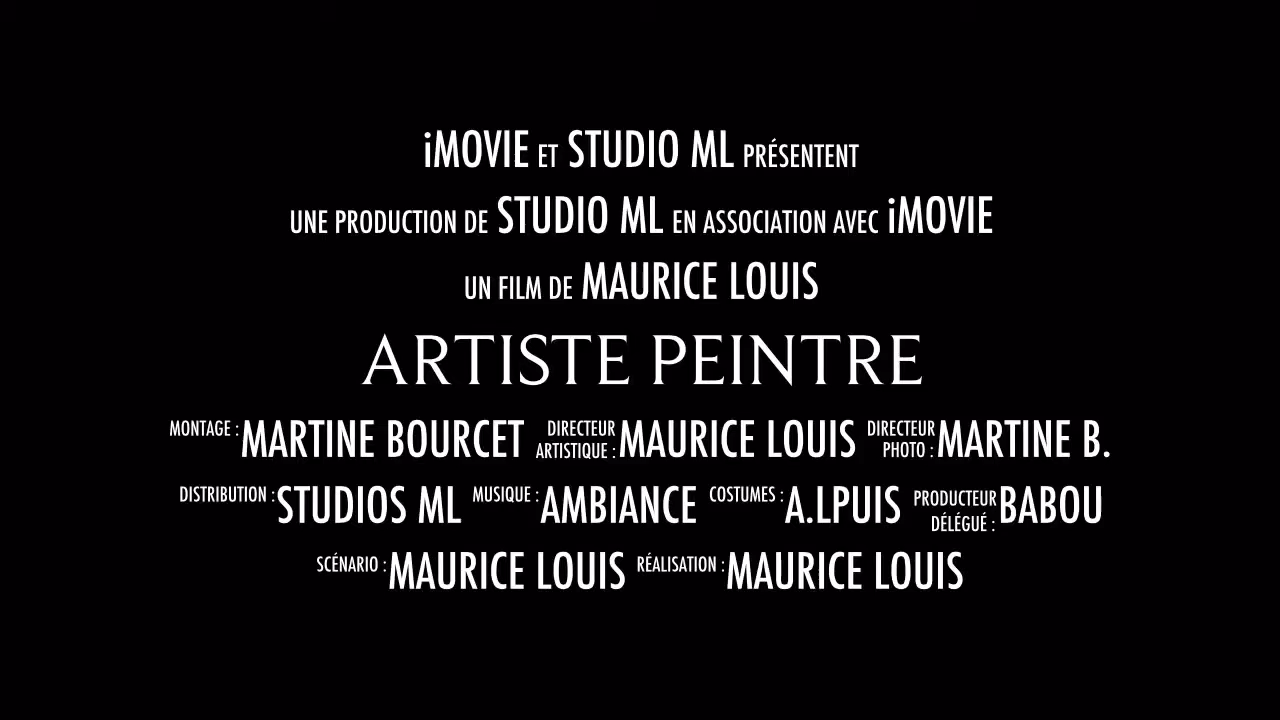 iMOVIE ET STUDIO ML PRÉSENTENT
UNE PRODUCTION DE STUDIO ML EN ASSOCIATION AVEC iMOVIE
UN FILM DE MAURICE LOUIS
ARTISTE PEINTRE
MONTAGE : MARTINE BOURCET DIRECTEUR ARTISTIQUE : MAURICE LOUIS DIRECTEUR PHOTO : MARTINE B.
DISTRIBUTION : STUDIOS ML MUSIQUE : AMBIANCE COSTUMES : A.LPUIS PRODUCTEUR DÉLÉGUÉ : BABOU
SCÉNARIO : MAURICE LOUIS RÉALISATION : MAURICE LOUIS